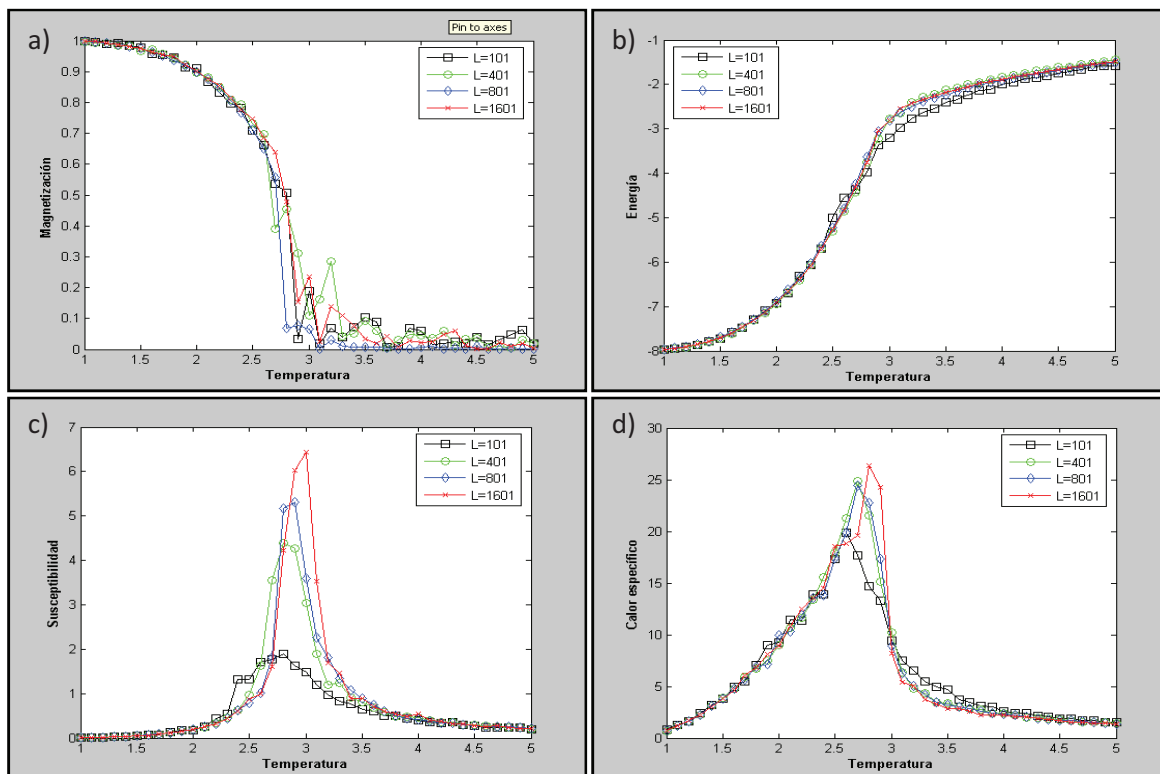 a)
Pin to axes
L=101
L=401
L=801
L=1601
Magnetización
1
0.9
0.8
0.7
0.6
0.5
0.4
0.3
0.2
0.1
0
1 1.5 2 2.5 3 3.5 4 4.5 5
Temperatura
b)
L=101
L=401
L=801
L=1601
Energía
-1
-2
-3
-4
-5
-6
-7
-8
1 1.5 2 2.5 3 3.5 4 4.5 5
Temperatura
c)
L=101
L=401
L=801
L=1601
Susceptibilidad
7
6
5
4
3
2
1
0
1 1.5 2 2.5 3 3.5 4 4.5 5
Temperatura
d)
L=101
L=401
L=801
L=1601
Calor específico
30
25
20
15
10
5
0
1 1.5 2 2.5 3 3.5 4 4.5 5
Temperatura